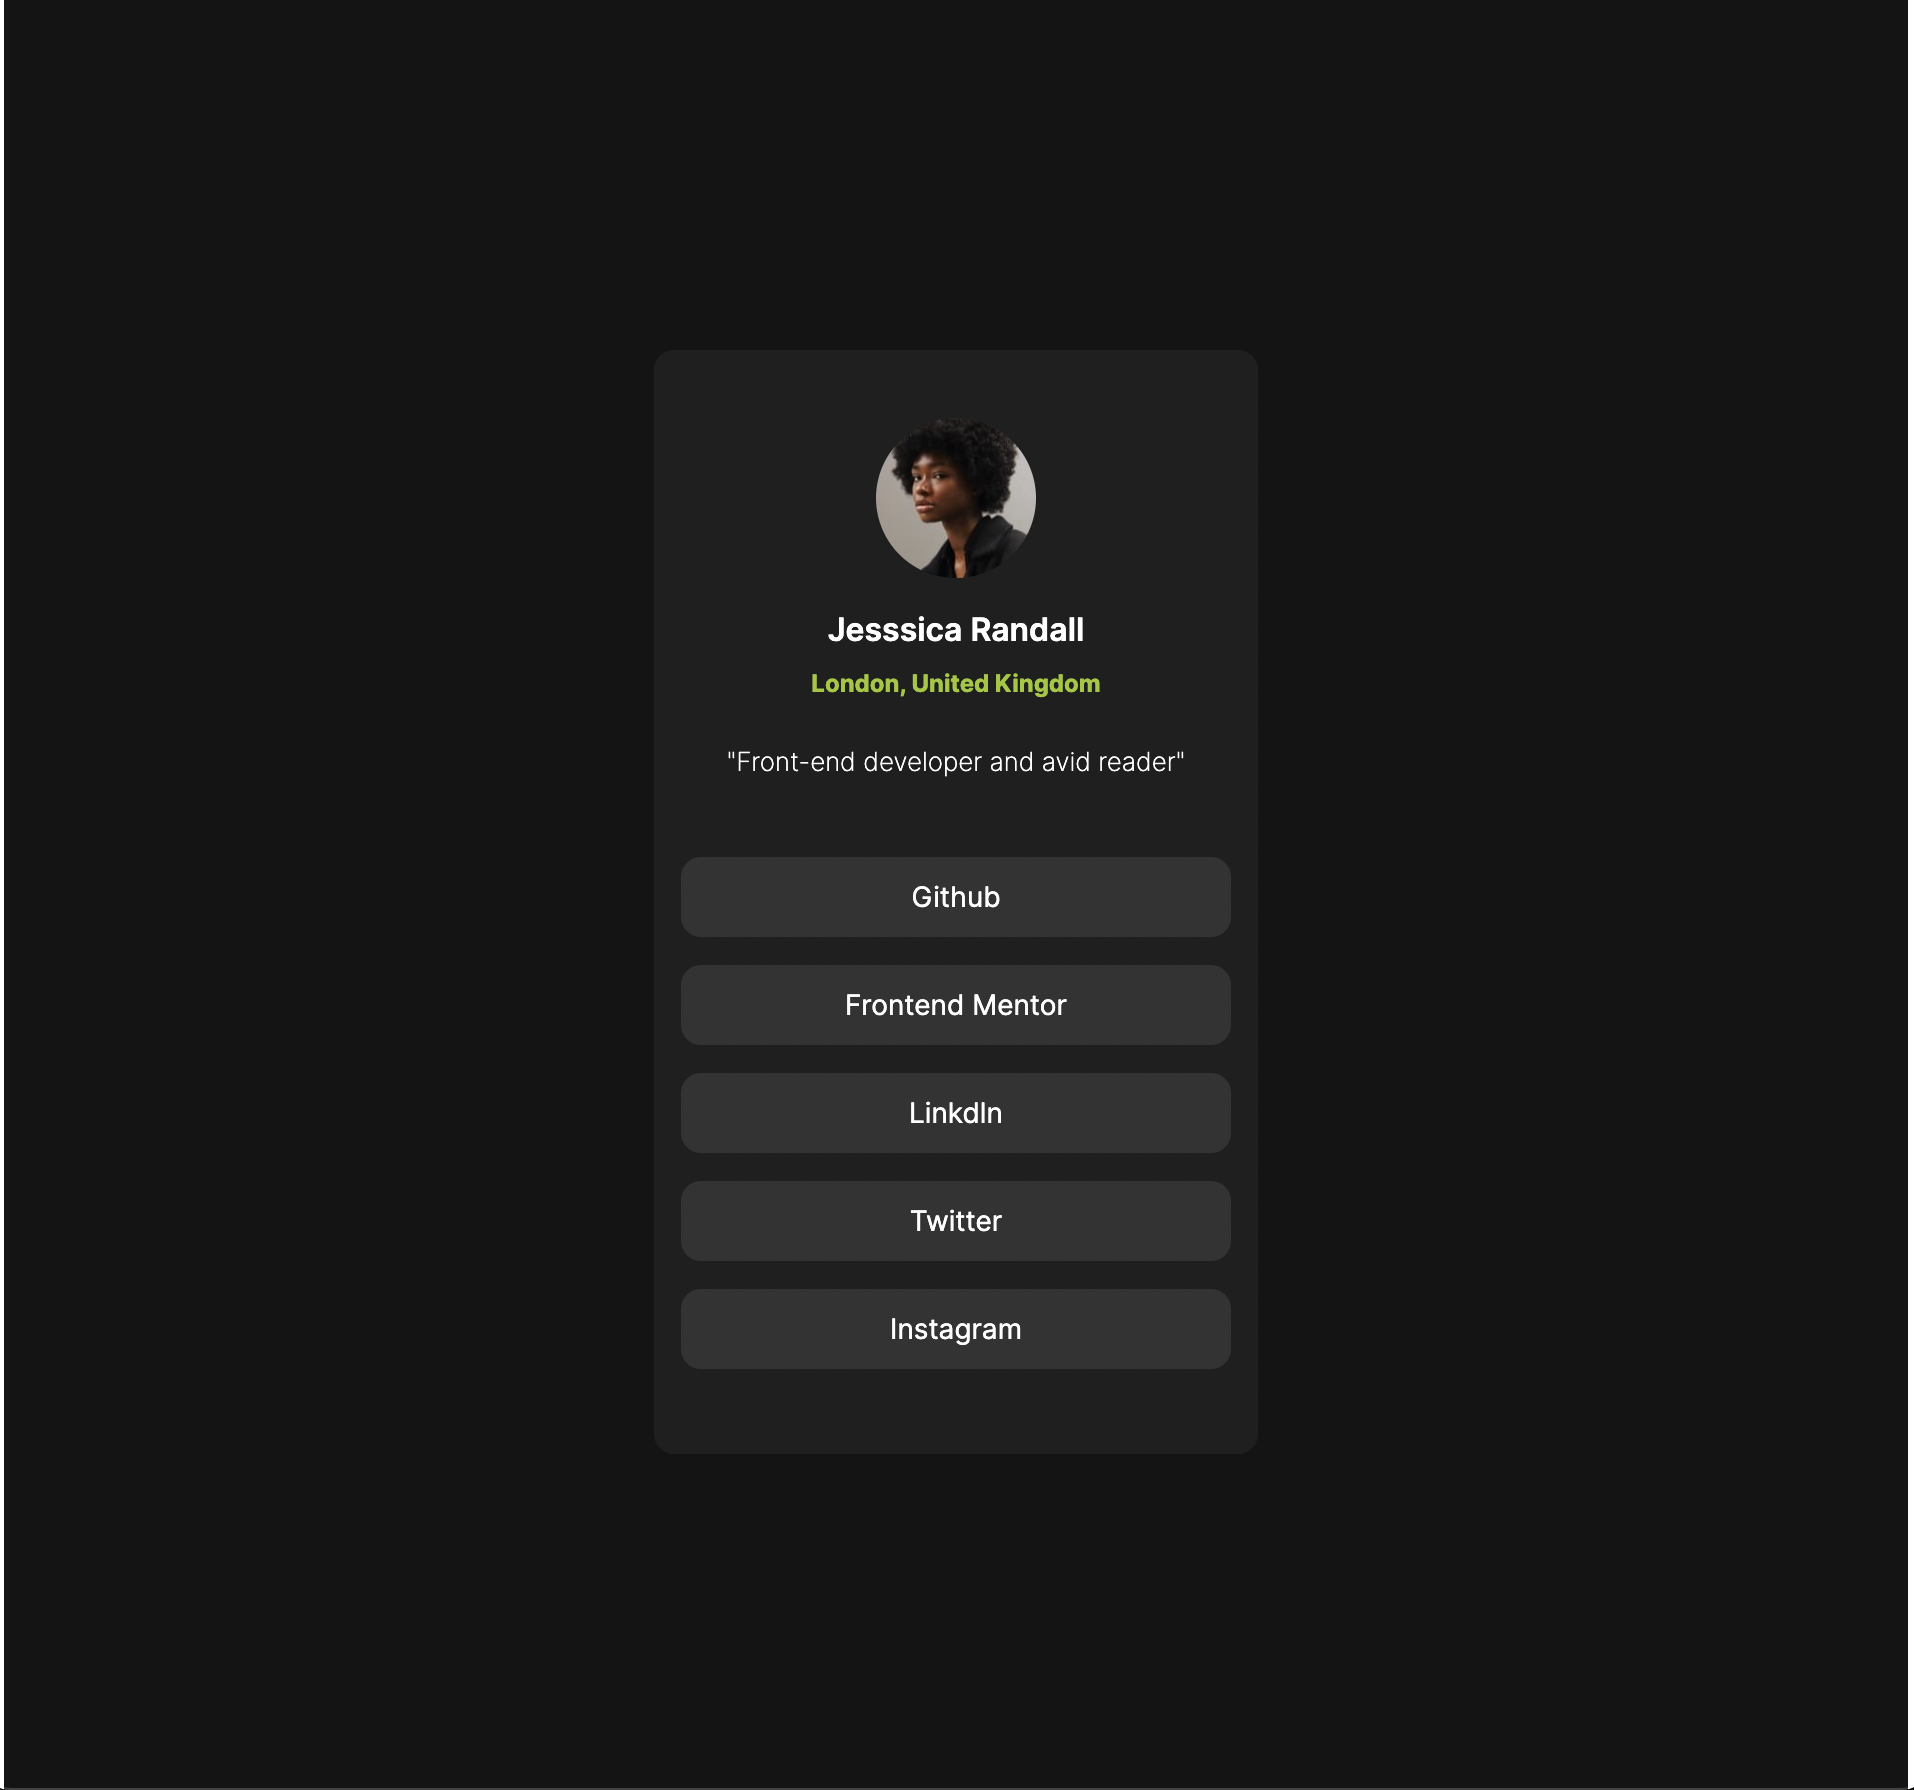 Jesssica Randall
London, United Kingdom
"Front-end developer and avid reader"
Github
Frontend Mentor
LinkdIn
Twitter
Instagram